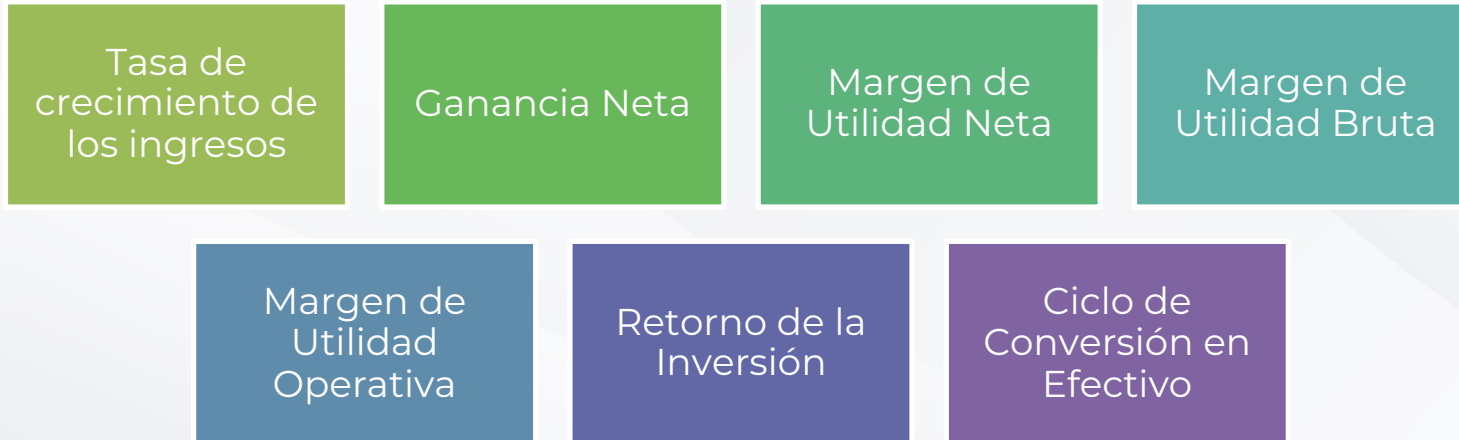 Tasa de
crecimiento de
los ingresos
Ganancia Neta
Margen de
Utilidad Neta
Margen de
Utilidad Bruta
Margen de
Utilidad
Operativa
Retorno de la
Inversión
Ciclo de
Conversión en
Efectivo